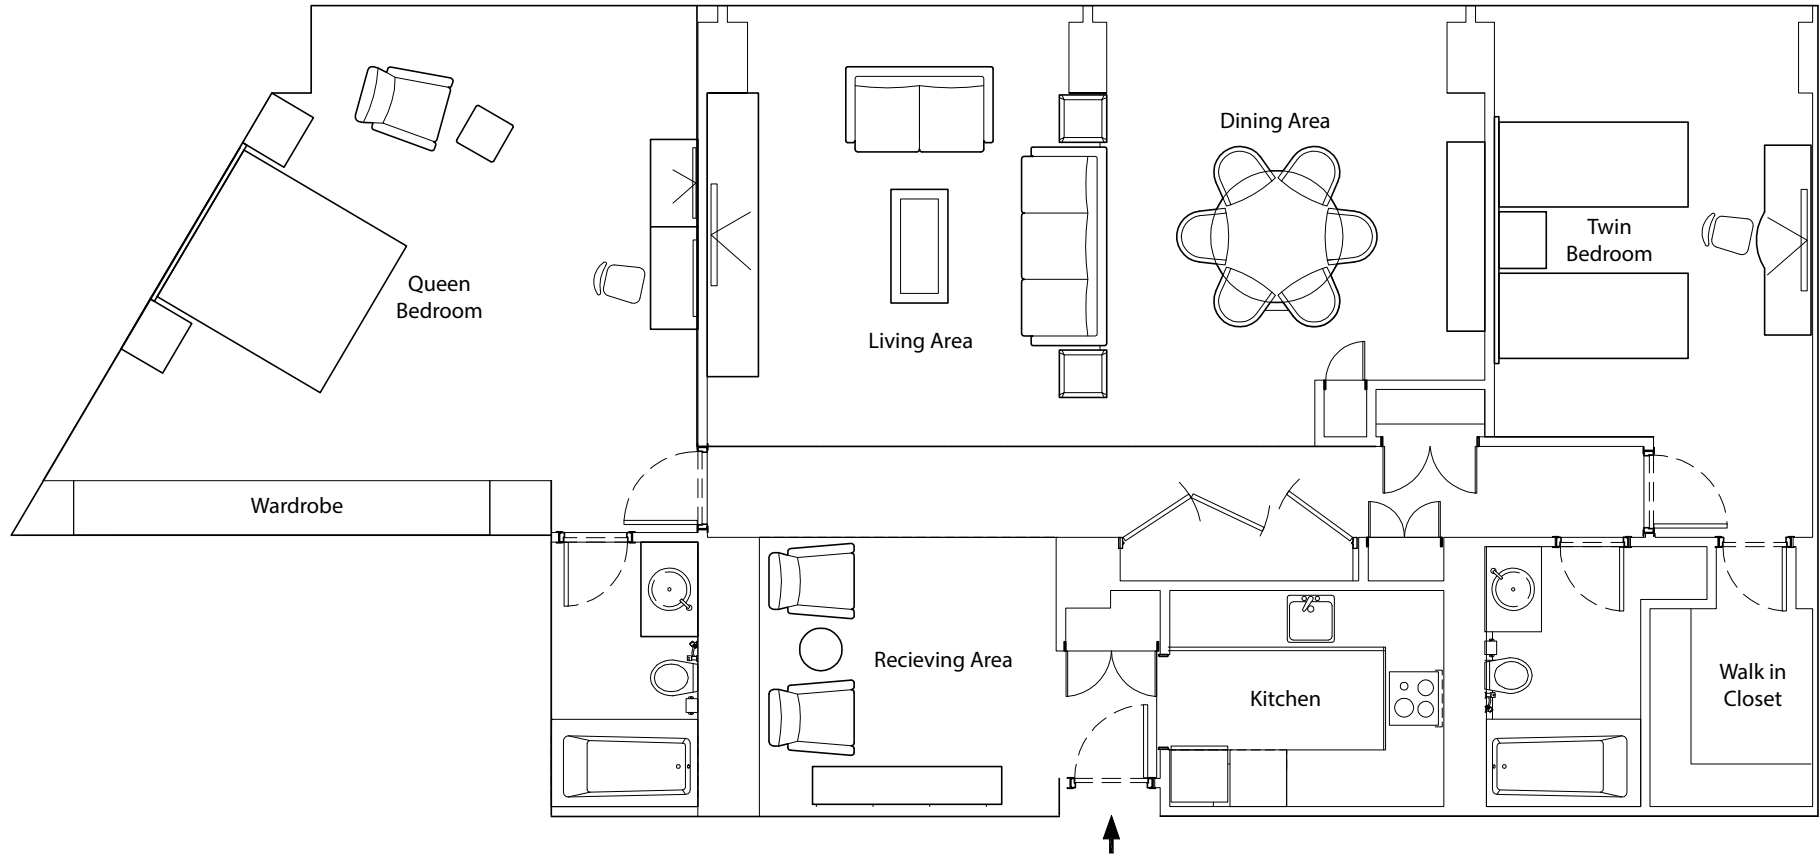 Dining Area
Twin
Bedroom
Queen
Bedroom
Living Area
Wardrobe
Recieving Area
Kitchen
Walk in
Closet